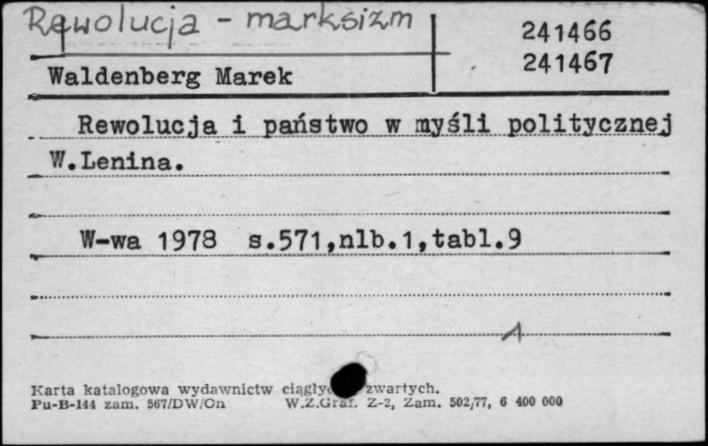 Rewolucja - marksizm
241466
241467
Waldenberg Marek
Rewolucja i państwo w myśli politycznej
W.Lenina.
W-wa 1978 s.571,nlb.1,tabl.9
1
Karta katalogowa wydawnictw zwartych.
Pu-B-144 zam. 567/DW/On W.Z.Graf. Z-2, Zam. 502/77, 6 400 000